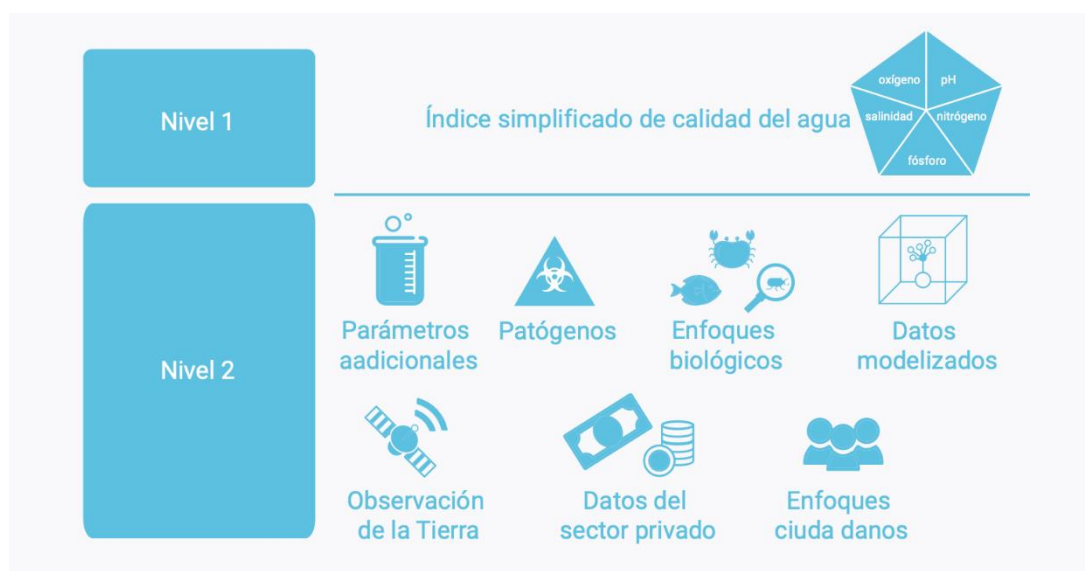 Nivel 1
Índice simplificado de calidad del agua
oxígeno
pH
salinidad
nitrógeno
fósforo
Nivel 2
Parámetros
aadicionales
Patógenos
Enfoques
biológicos
Datos
modelizados
Observación
de la Tierra
Datos del
sector privado
Enfoques
ciuda danos